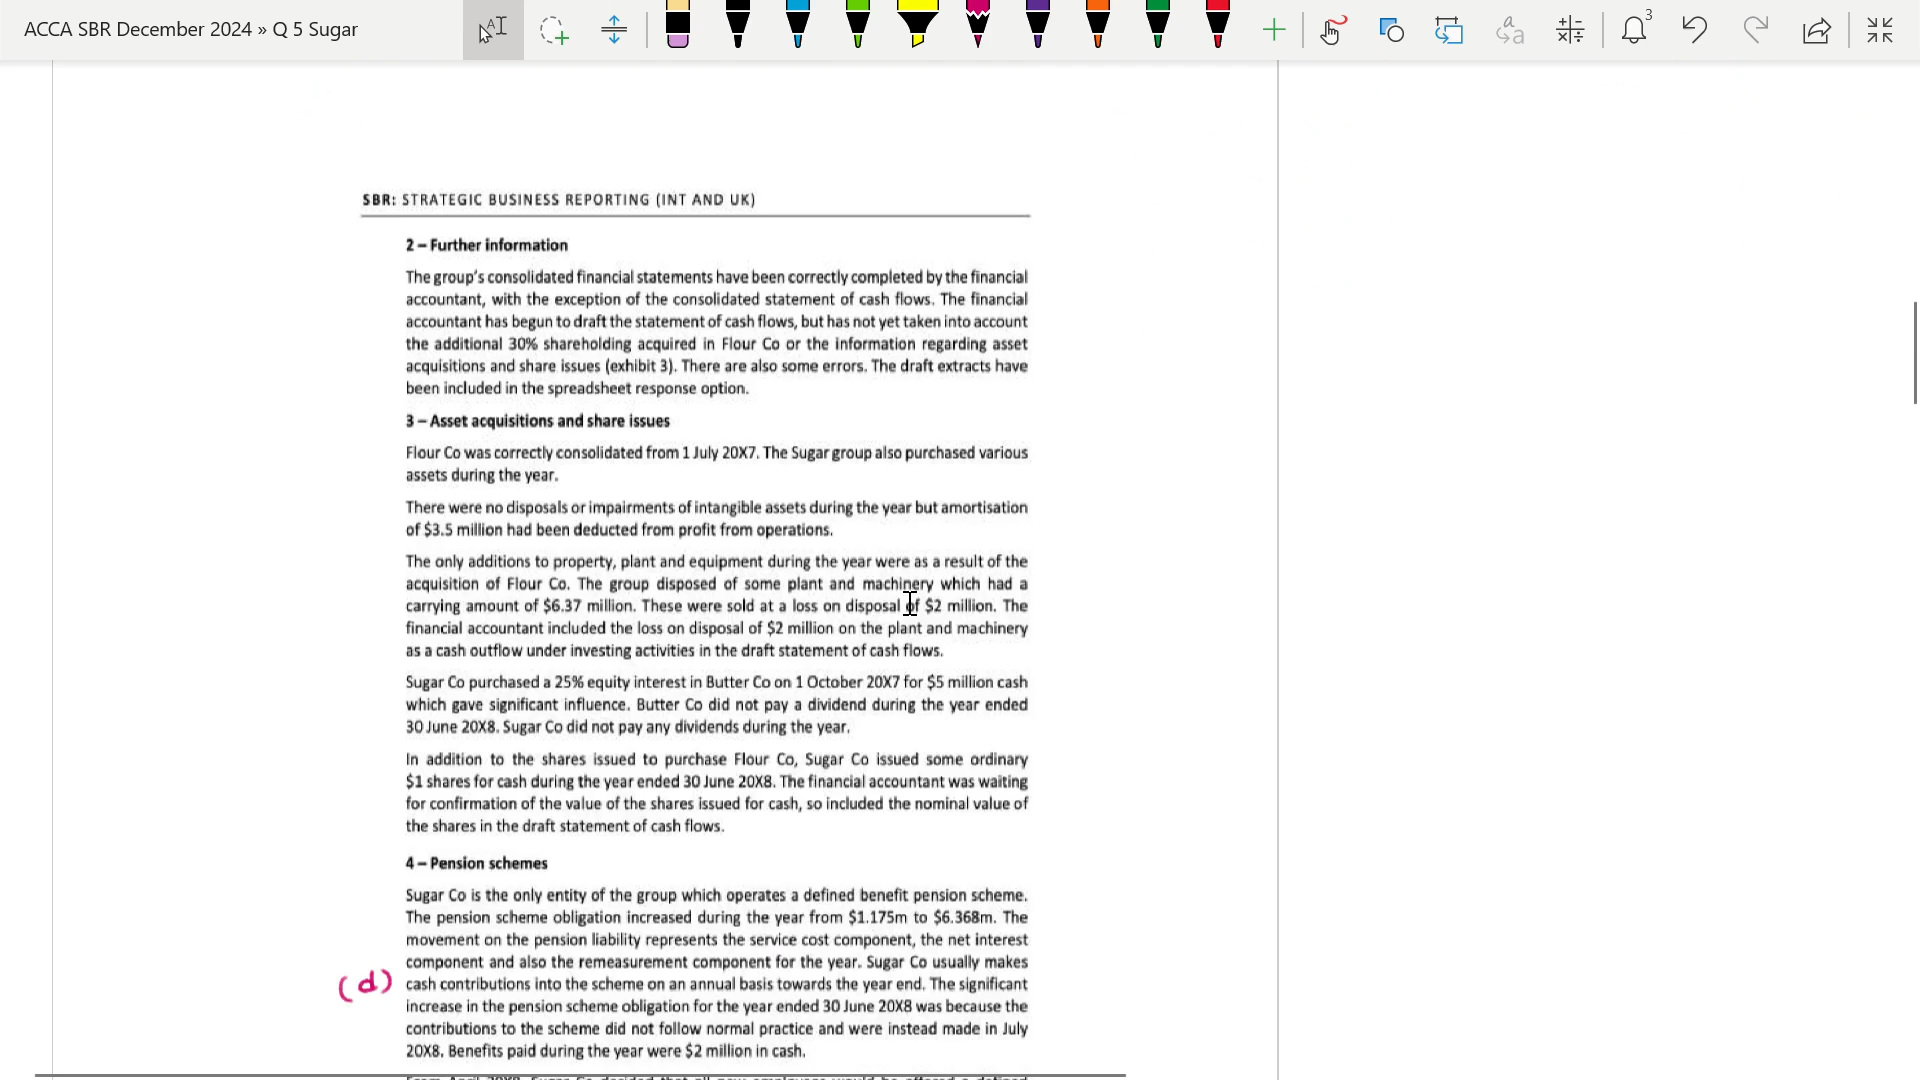 ACCA SBR December 2024 » Q 5 Sugar
3
SBR: STRATEGIC BUSINESS REPORTING (INT AND UK)
2 – Further information
The group's consolidated financial statements have been correctly completed by the financial
accountant, with the exception of the consolidated statement of cash flows. The financial
accountant has begun to draft the statement of cash flows, but has not yet taken into account
the additional 30% shareholding acquired in Flour Co or the information regarding asset
acquisitions and share issues (exhibit 3). There are also some errors. The draft extracts have
been included in the spreadsheet response option.
3 – Asset acquisitions and share issues
Flour Co was correctly consolidated from 1 July 20X7. The Sugar group also purchased various
assets during the year.
There were no disposals or impairments of intangible assets during the year but amortisation
of $3.5 million had been deducted from profit from operations.
The only additions to property, plant and equipment during the year were as a result of the
acquisition of Flour Co. The group disposed of some plant and machinery which had a
carrying amount of $6.37 million. These were sold at a loss on disposal of $2 million. The
financial accountant included the loss on disposal of $2 million on the plant and machinery
as a cash outflow under investing activities in the draft statement of cash flows.
Sugar Co purchased a 25% equity interest in Butter Co on 1 October 20X7 for $5 million cash
which gave significant influence. Butter Co did not pay a dividend during the year ended
30 June 20X8. Sugar Co did not pay any dividends during the year.
In addition to the shares issued to purchase Flour Co, Sugar Co issued some ordinary
$1 shares for cash during the year ended 30 June 20X8. The financial accountant was waiting
for confirmation of the value of the shares issued for cash, so included the nominal value of
the shares in the draft statement of cash flows.
4 – Pension schemes
Sugar Co is the only entity of the group which operates a defined benefit pension scheme.
The pension scheme obligation increased during the year from $1.175m to $6.368m. The
movement on the pension liability represents the service cost component, the net interest
component and also the remeasurement component for the year. Sugar Co usually makes
(d) cash contributions into the scheme on an annual basis towards the year end. The significant
increase in the pension scheme obligation for the year ended 30 June 20X8 was because the
contributions to the scheme did not follow normal practice and were instead made in July
20X8. Benefits paid during the year were $2 million in cash.